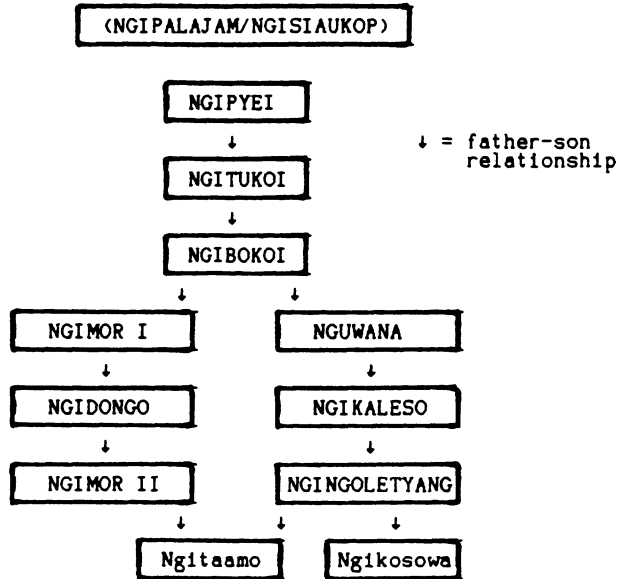 (NGIPALAJAM/NGISIAUKOP)
NGIPYEI
↓
↓ = father-son
relationship
NGITUKOI
↓
NGIBOKOI
↓ ↓
NGIMOR I NGUWANA
↓ ↓
NGIDONGO NGIKALESO
↓ ↓
NGIMOR II NGINGOLETYANG
↓ ↓ ↓
Ngitaamo Ngikosowa